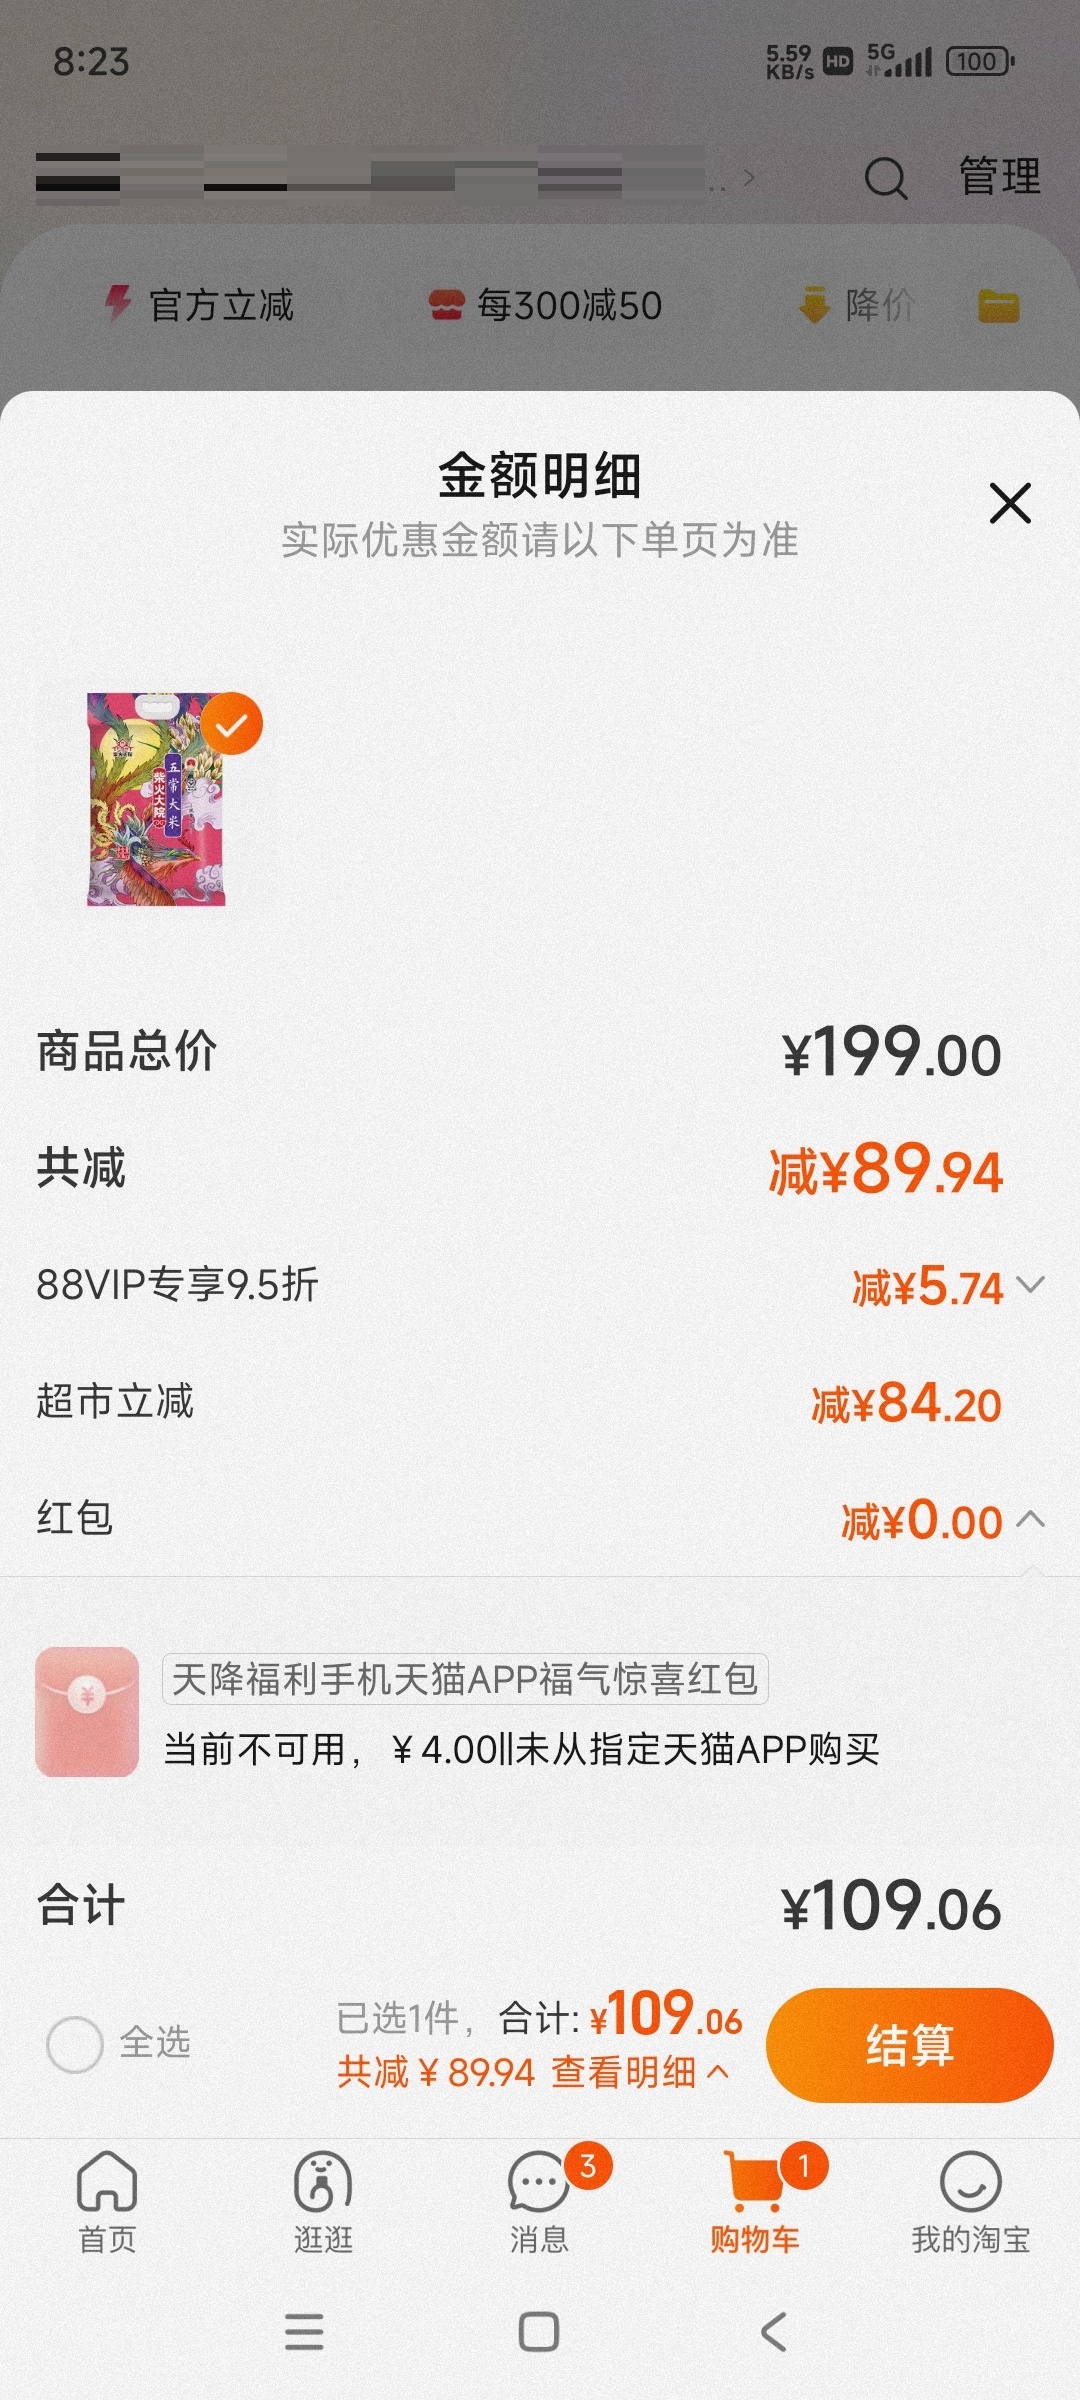 8:23
5.59 KB/s HD 5G 100
.. >
管理
官方立减 每300减50 降价
金额明细
实际优惠金额请以下单页为准
五常大米
柴火大院
商品总价 ¥199.00
共减 减¥89.94
88VIP专享9.5折 减¥5.74
超市立减 减¥84.20
红包 减¥0.00
¥ 天降福利手机天猫APP福气惊喜红包
当前不可用，￥4.00||未从指定天猫APP购买
合计 ¥109.06
全选 已选1件，合计: ¥109.06 结算
共减￥89.94 查看明细
3 1
首页 逛逛 消息 购物车 我的淘宝